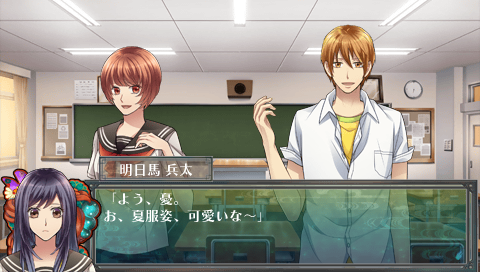 明日馬 兵太
「よう、憂。
お、夏服姿、可愛いな～」